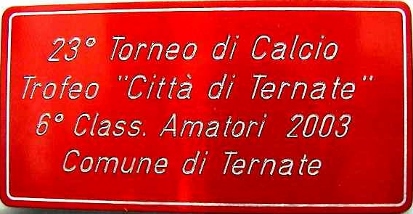 23° Torneo di Calcio
Trofeo "Città di Ternate"
6° Class. Amatori 2003
Comune di Ternate